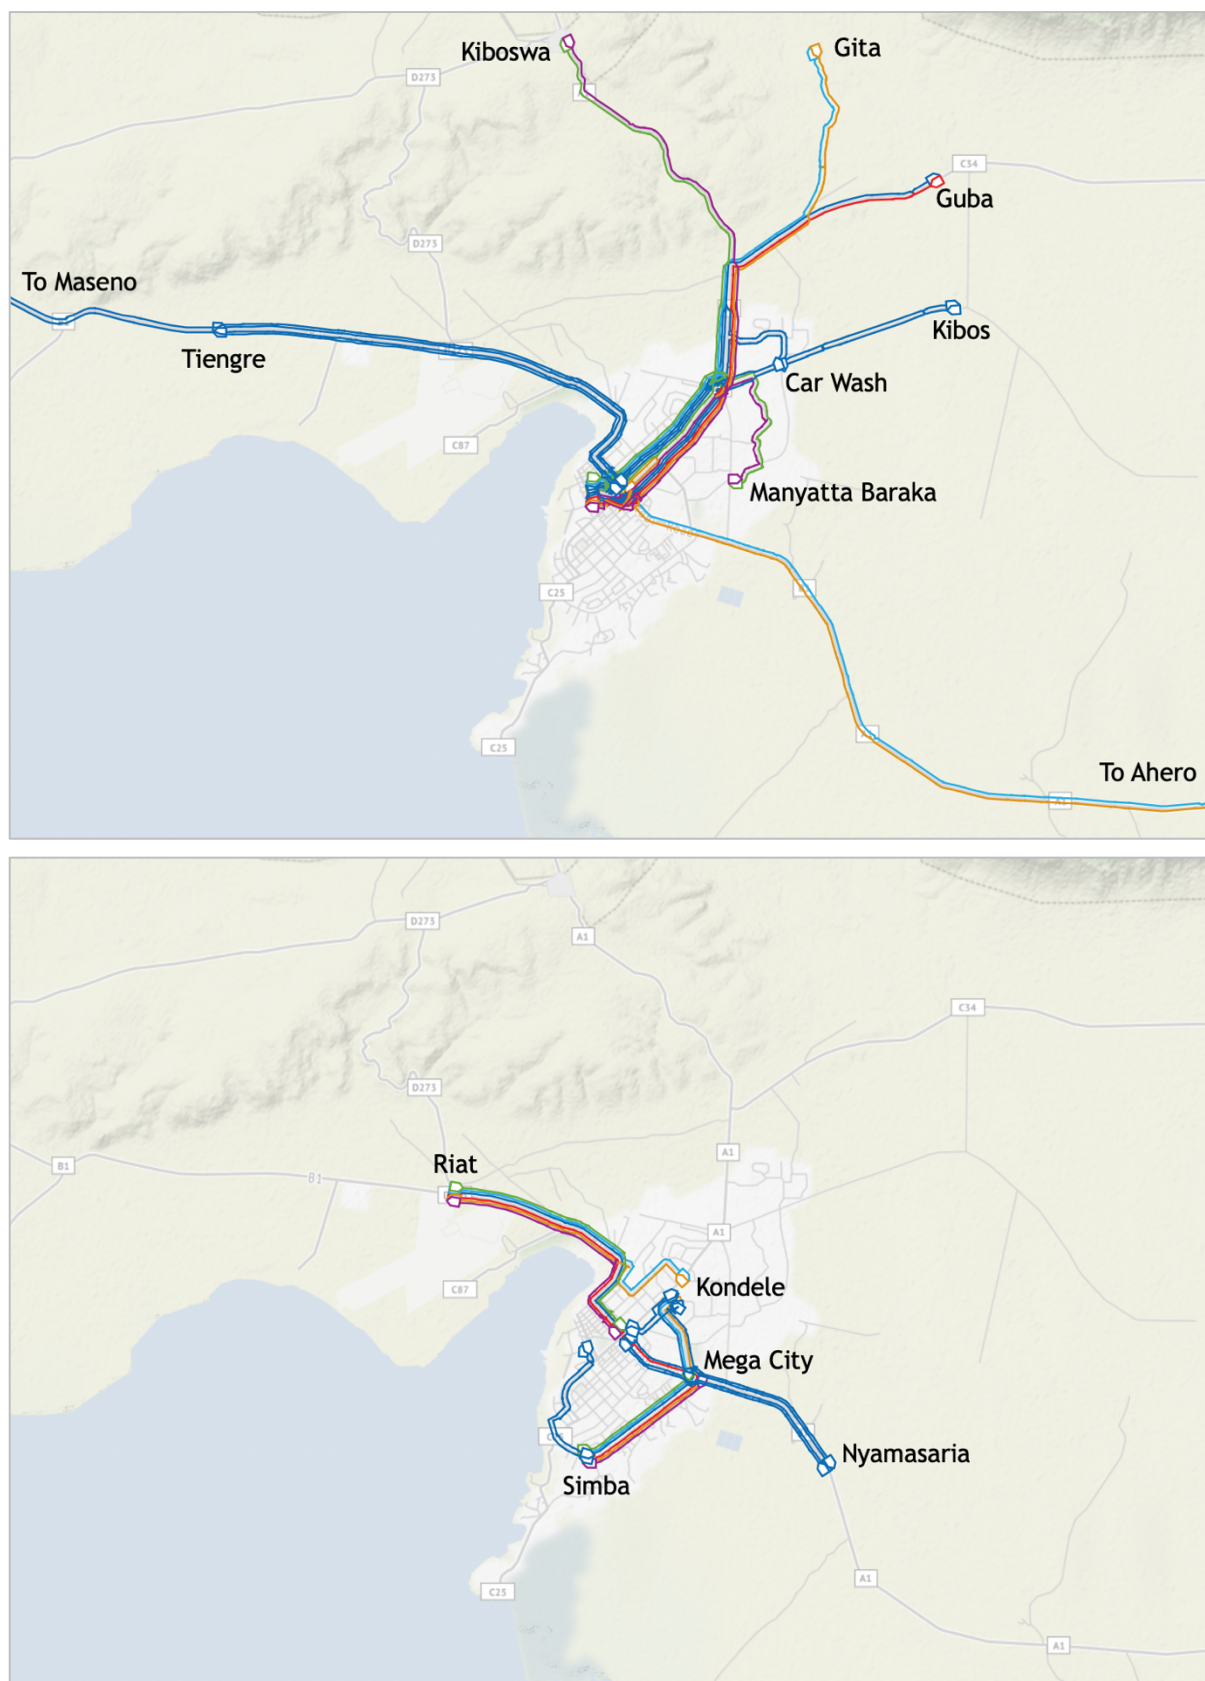 Kiboswa
Gita
D273
C34
Guba
D273
To Maseno
Tiengre
Kibos
Car Wash
C87
Manyatta Baraka
C25
C25
To Ahero
A1
D273
A1
C34
D273
A1
B1
B1
Riat
A1
C87
Kondele
Mega City
Nyamasaria
Simba
A1
C25
A1